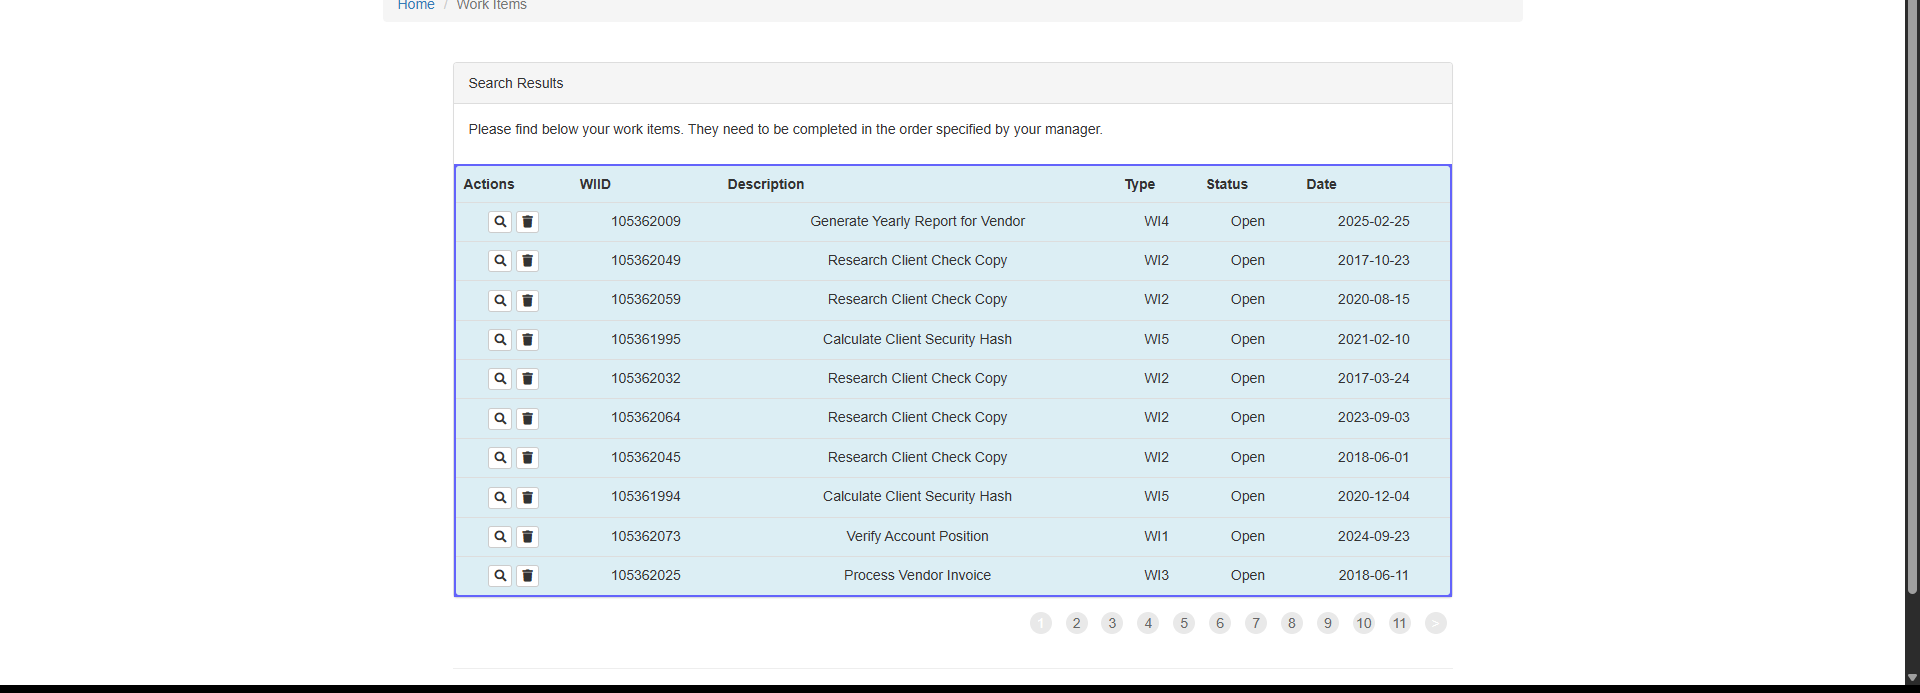 Home / Work Items
Search Results
Please find below your work items. They need to be completed in the order specified by your manager.
Actions WIID Description Type Status Date
105362009 Generate Yearly Report for Vendor WI4 Open 2025-02-25
105362049 Research Client Check Copy WI2 Open 2017-10-23
105362059 Research Client Check Copy WI2 Open 2020-08-15
105361995 Calculate Client Security Hash WI5 Open 2021-02-10
105362032 Research Client Check Copy WI2 Open 2017-03-24
105362064 Research Client Check Copy WI2 Open 2023-09-03
105362045 Research Client Check Copy WI2 Open 2018-06-01
105361994 Calculate Client Security Hash WI5 Open 2020-12-04
105362073 Verify Account Position WI1 Open 2024-09-23
105362025 Process Vendor Invoice WI3 Open 2018-06-11
1 2 3 4 5 6 7 8 9 10 11 >